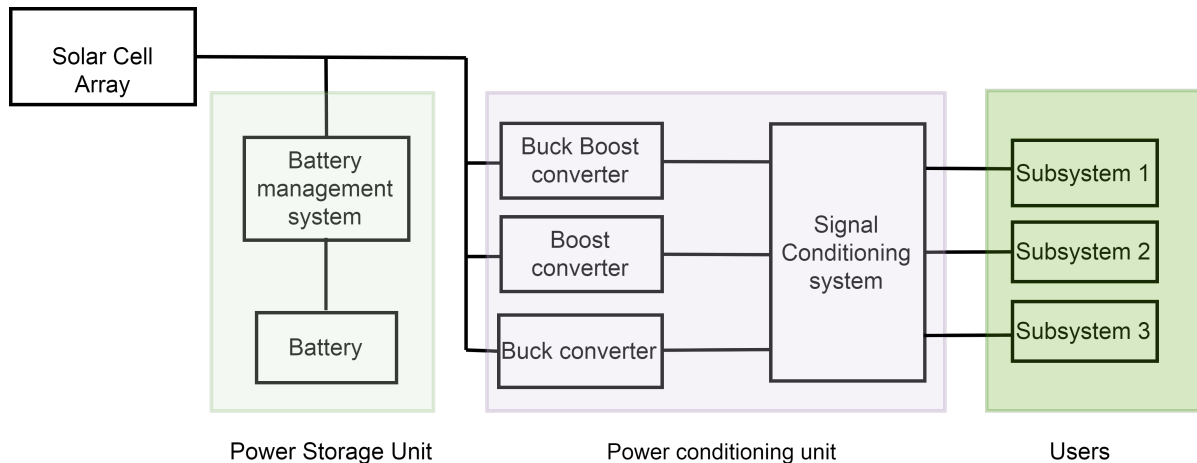 Solar Cell
Array
Battery
management
system
Battery
Power Storage Unit
Buck Boost
converter
Boost
converter
Buck converter
Signal
Conditioning
system
Power conditioning unit
Subsystem 1
Subsystem 2
Subsystem 3
Users